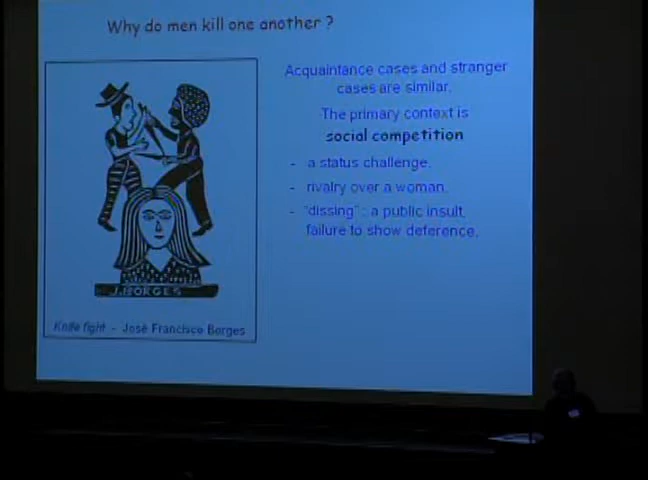 Why do men kill one another ?
Acquaintance cases and stranger
cases are similar.
The primary context is
social competition
- a status challenge.
- rivalry over a woman.
- "dissing" : a public insult,
failure to show deference.
J.BORGES
Knife fight - José Francisco Borges